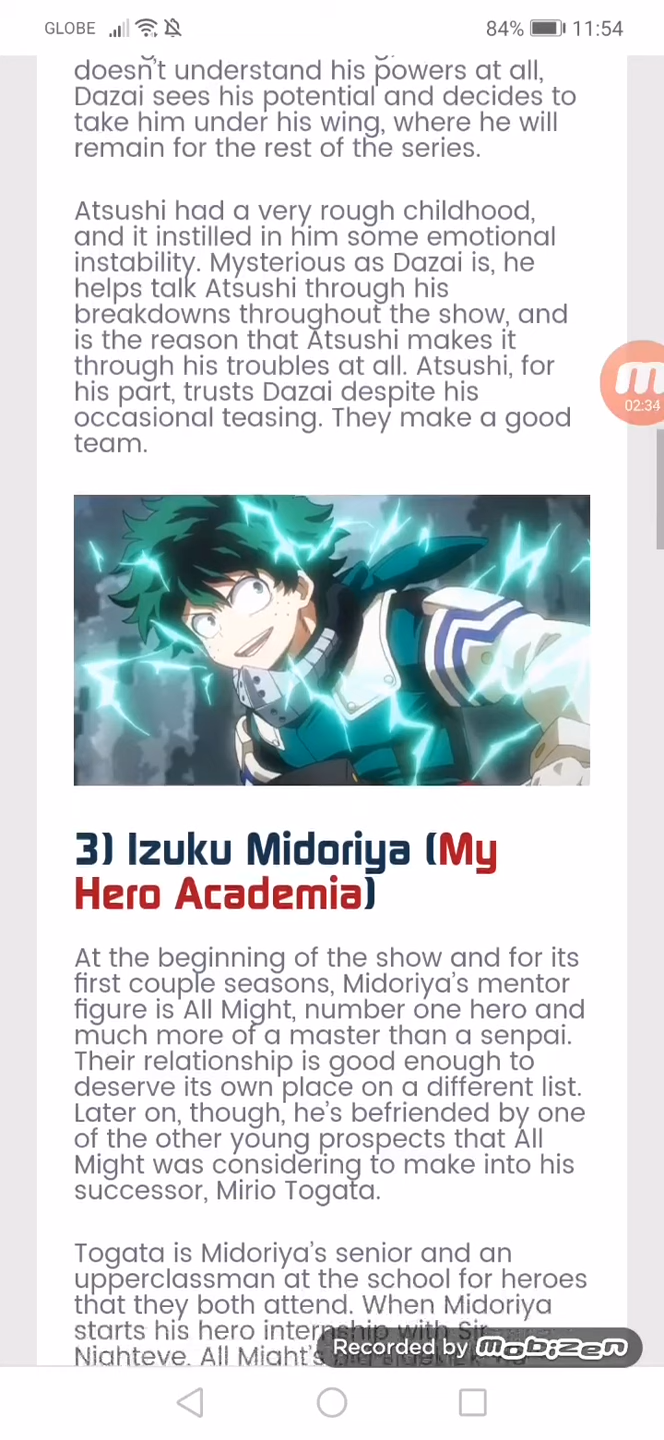 GLOBE 84% 11:54
doesn't understand his powers at all,
Dazai sees his potential and decides to
take him under his wing, where he will
remain for the rest of the series.
Atsushi had a very rough childhood,
and it instilled in him some emotional
instability. Mysterious as Dazai is, he
helps talk Atsushi through his
breakdowns throughout the show, and
is the reason that Atsushi makes it
through his troubles at all. Atsushi, for
his part, trusts Dazai despite his
occasional teasing. They make a good
team.
m
02:34
3) Izuku Midoriya (My
Hero Academia)
At the beginning of the show and for its
first couple seasons, Midoriya's mentor
figure is All Might, number one hero and
much more of a master than a senpai.
Their relationship is good enough to
deserve its own place on a different list.
Later on, though, he's befriended by one
of the other young prospects that All
Might was considering to make into his
successor, Mirio Togata.
Togata is Midoriya's senior and an
upperclassman at the school for heroes
that they both attend. When Midoriya
starts his hero internship with Sir
Nighteye, All Might's
Recorded by mobizen